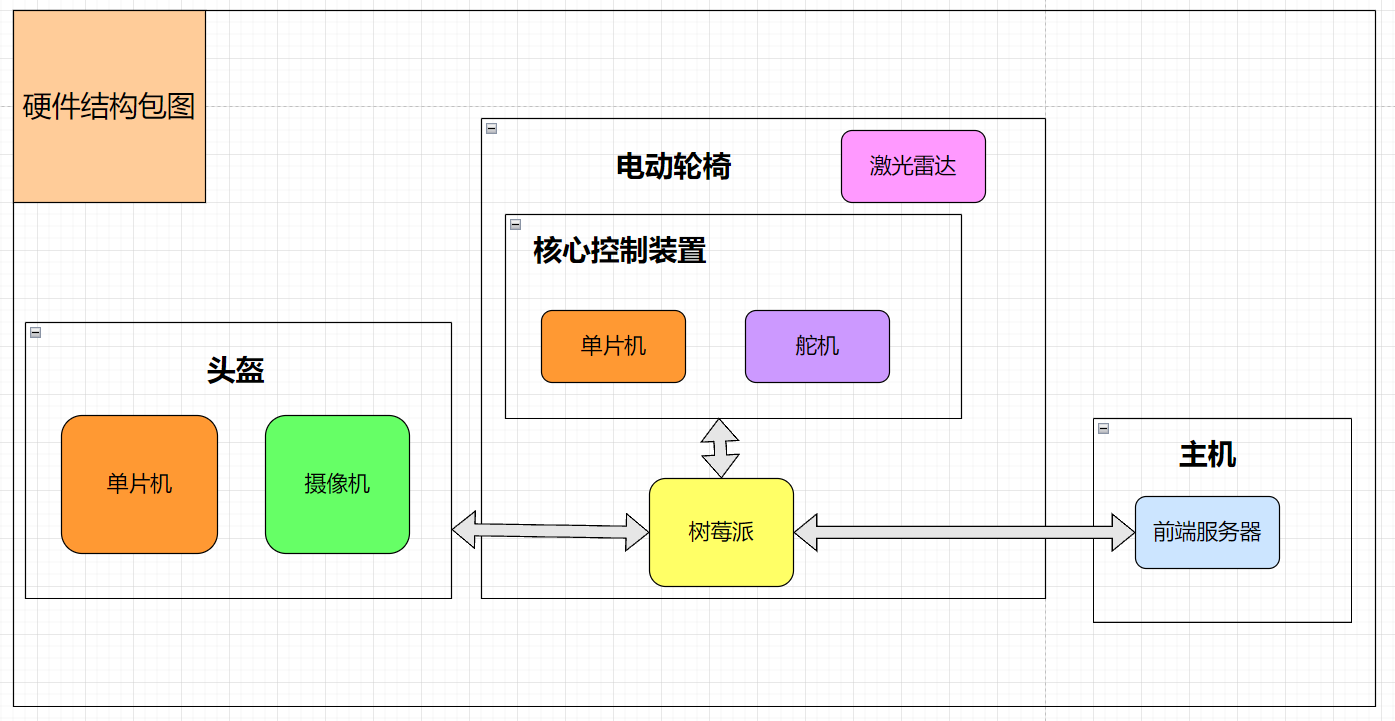 硬件结构包图
电动轮椅
激光雷达
核心控制装置
单片机
舵机
头盔
单片机
摄像机
树莓派
主机
前端服务器